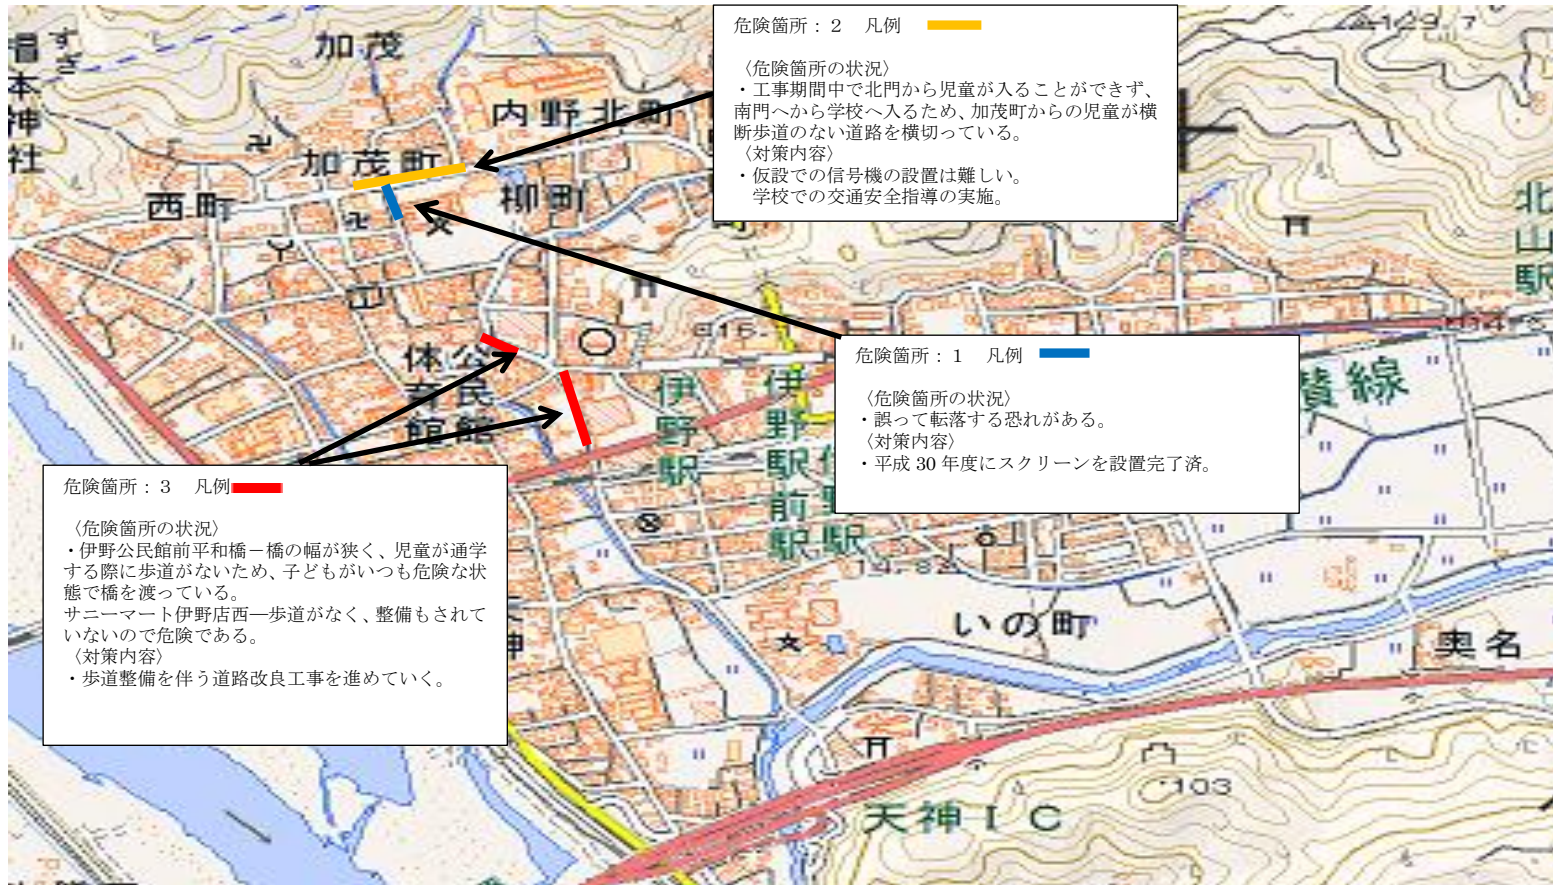 危険箇所：２　凡例
〈危険箇所の状況〉
・工事期間中で北門から児童が入ることができず、
南門へから学校へ入るため、加茂町からの児童が横
断歩道のない道路を横切っている。
〈対策内容〉
・仮設での信号機の設置は難しい。
学校での交通安全指導の実施。
危険箇所：１　凡例
〈危険箇所の状況〉
・誤って転落する恐れがある。
〈対策内容〉
・平成 30 年度にスクリーンを設置完了済。
危険箇所：３　凡例
〈危険箇所の状況〉
・伊野公民館前平和橋－橋の幅が狭く、児童が通学
する際に歩道がないため、子どもがいつも危険な状
態で橋を渡っている。
サニーマート伊野店西―歩道がなく、整備もされて
いないので危険である。
〈対策内容〉
・歩道整備を伴う道路改良工事を進めていく。
加茂
内野北町
加茂町
柳町
西町
本神社
すぎ
公民館
体育館
伊野駅
伊野駅前駅
北山駅
讃線
いの町
奥名
天神ＩＣ
103